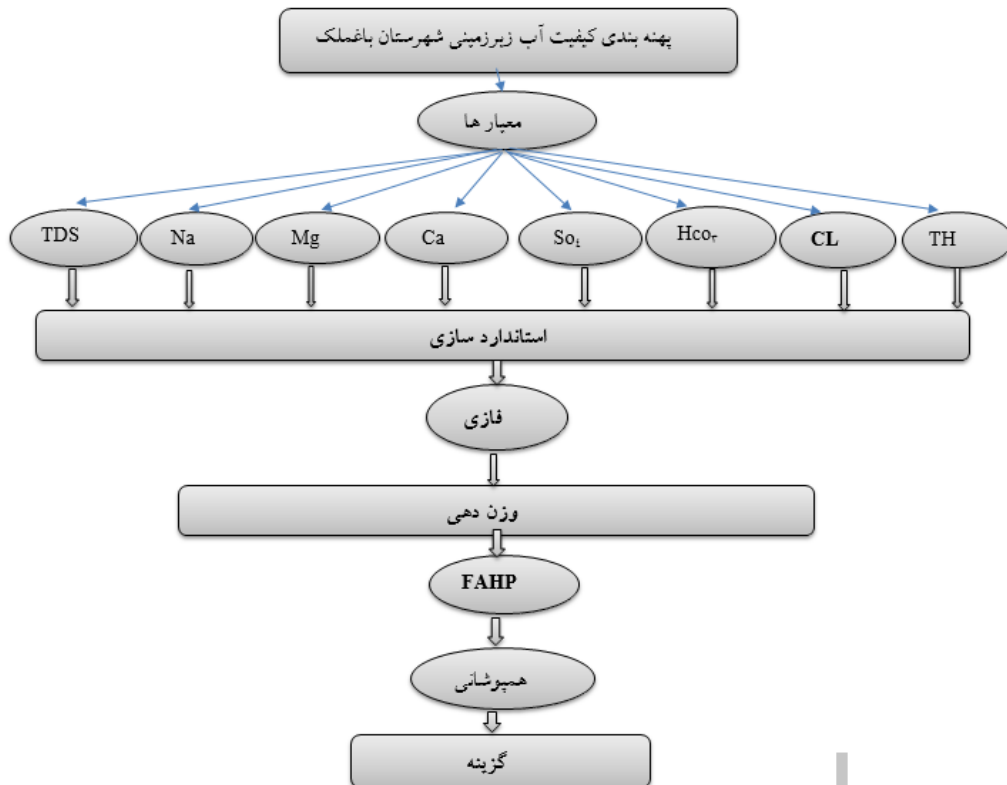 پهنه بندی کیفیت آب زیرزمینی شهرستان باغملک
معیار ها
TDS Na Mg Ca So₄ Hco۳ CL TH
استاندارد سازی
فازی
وزن دهی
FAHP
همپوشانی
گزینه